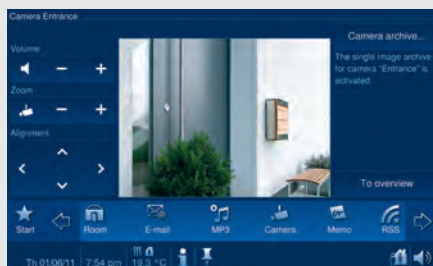 Camera Entrance
Camera archive...
Volume
The single image archive
for camera "Entrance" is
activated.
− +
Zoom
− +
Alignment
To overview
Start
Room
E-mail
MP3
Camera
Memo
RSS
Th 01/06/11 7:54 pm 19.3 °C i